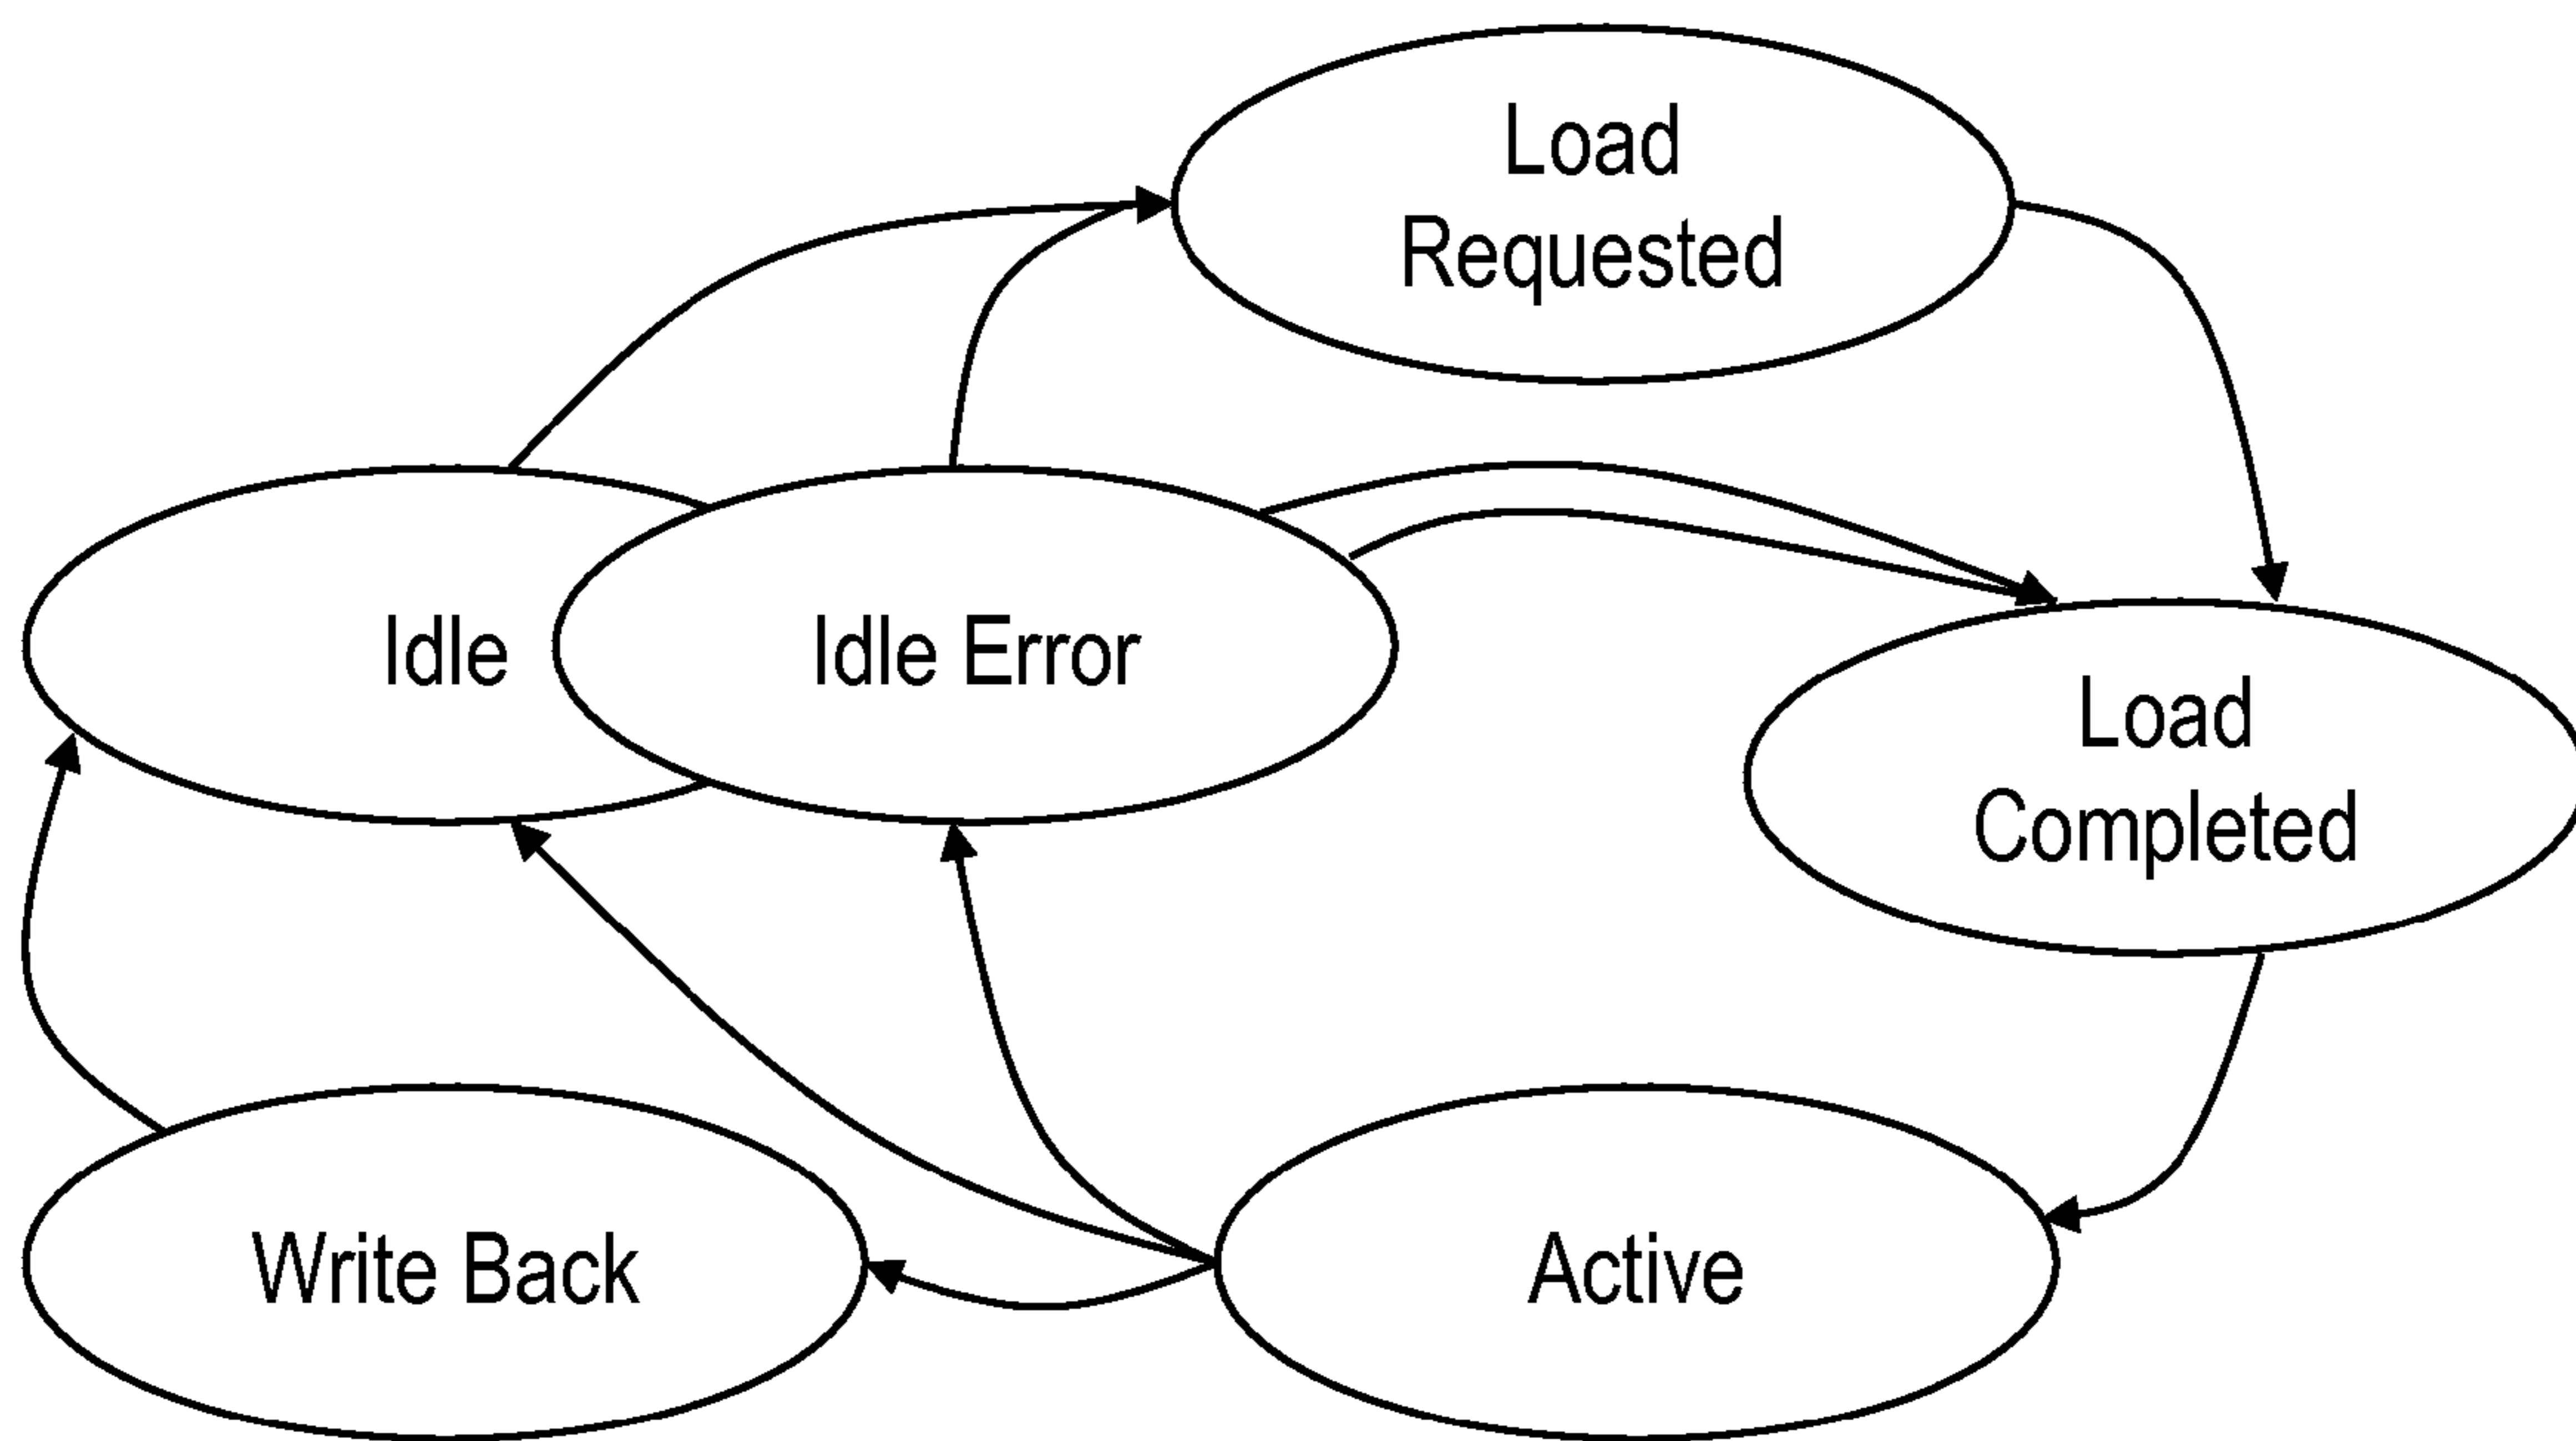 Load
Requested
Idle
Idle Error
Load
Completed
Write Back
Active